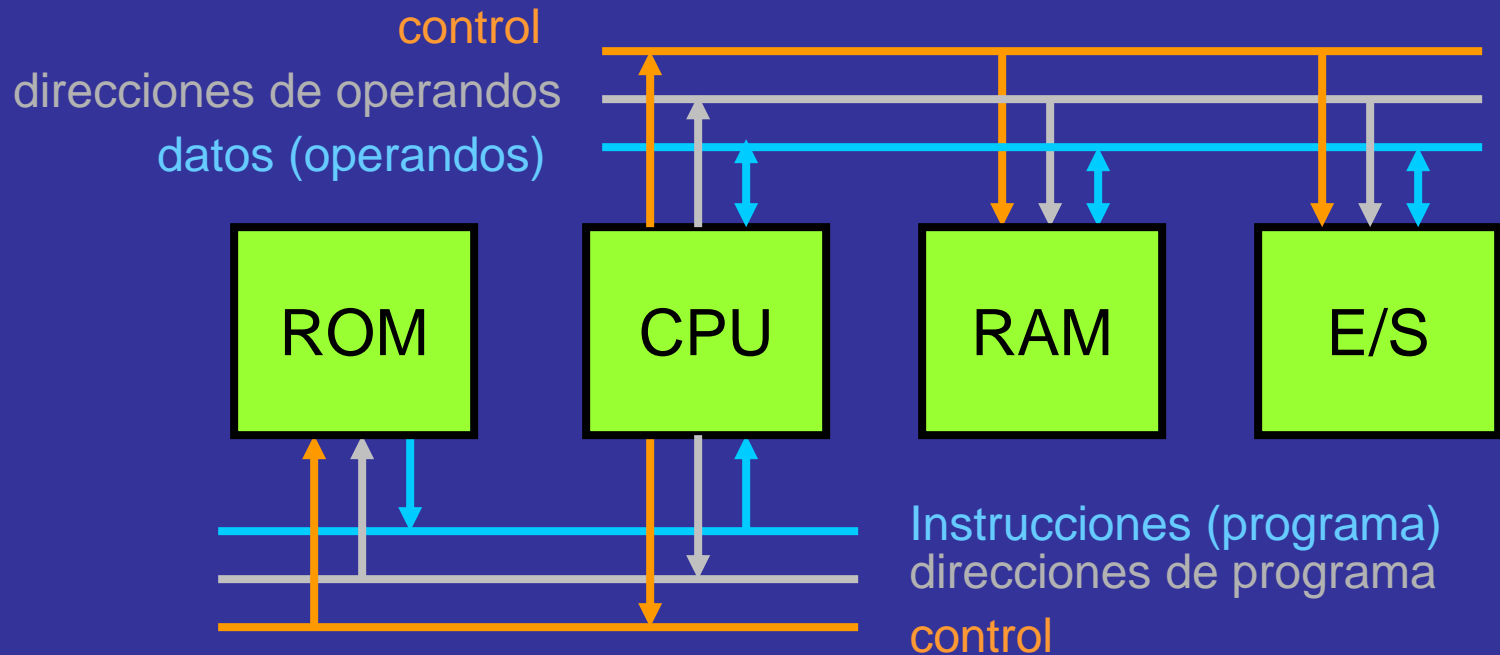 control
direcciones de operandos
datos (operandos)
ROM
CPU
RAM
E/S
Instrucciones (programa)
direcciones de programa
control